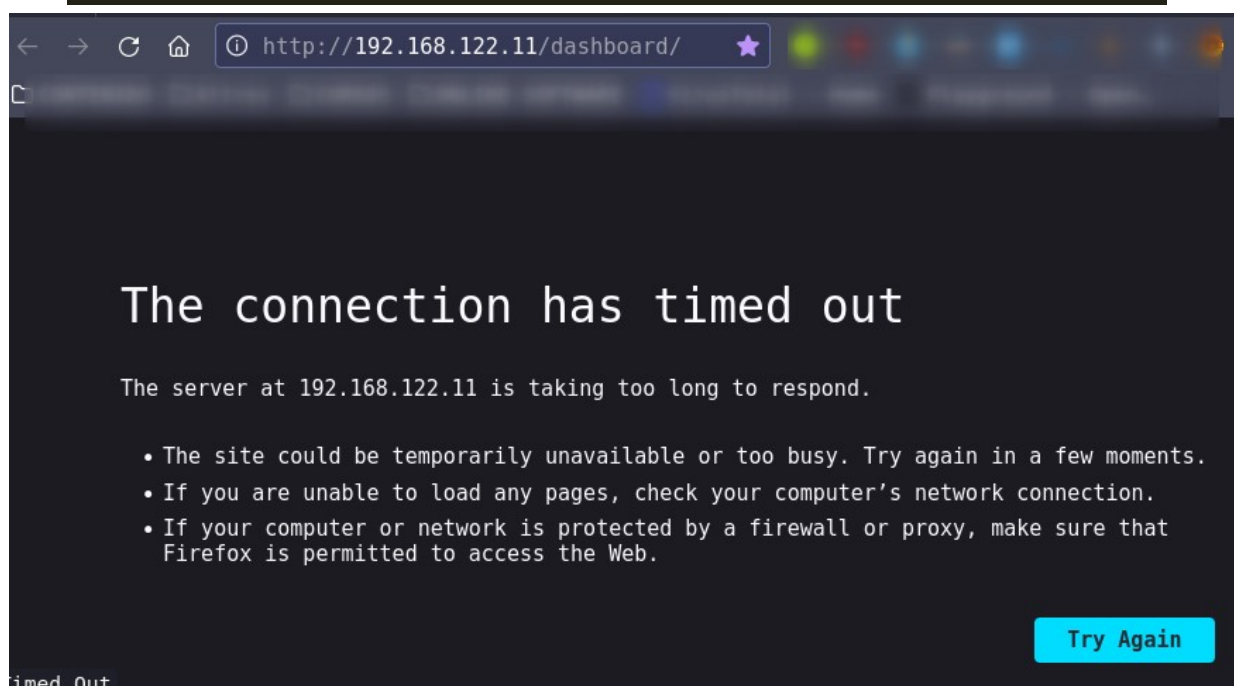 http://192.168.122.11/dashboard/
The connection has timed out
The server at 192.168.122.11 is taking too long to respond.
• The site could be temporarily unavailable or too busy. Try again in a few moments.
• If you are unable to load any pages, check your computer’s network connection.
• If your computer or network is protected by a firewall or proxy, make sure that
Firefox is permitted to access the Web.
Try Again
Timed Out